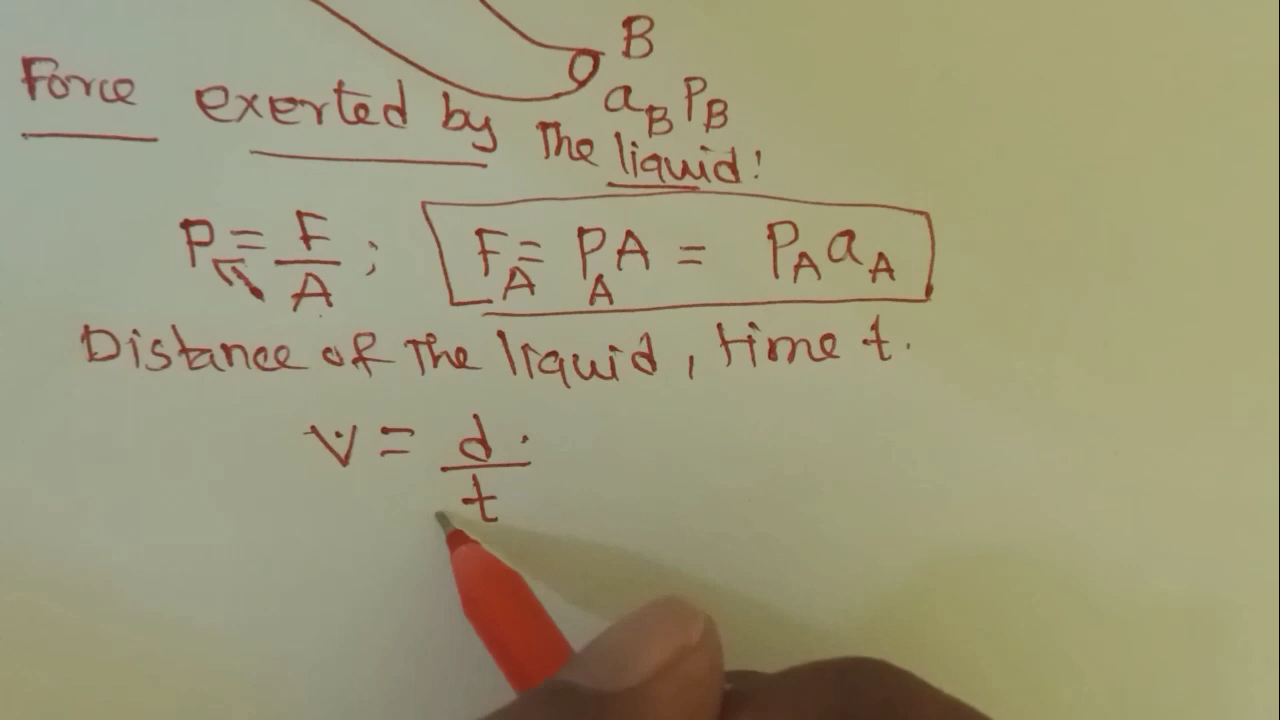 B
a_B P_B
Force exerted by The liquid:
P = F/A ; F_A = P_A A = P_A a_A
Distance of The liquid, time t.
v = d/t